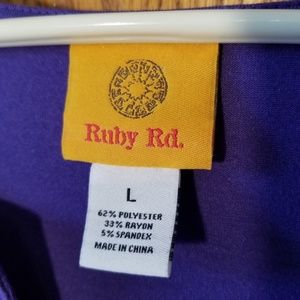 Ruby Rd.
L
62% POLYESTER
33% RAYON
5% SPANDEX
MADE IN CHINA